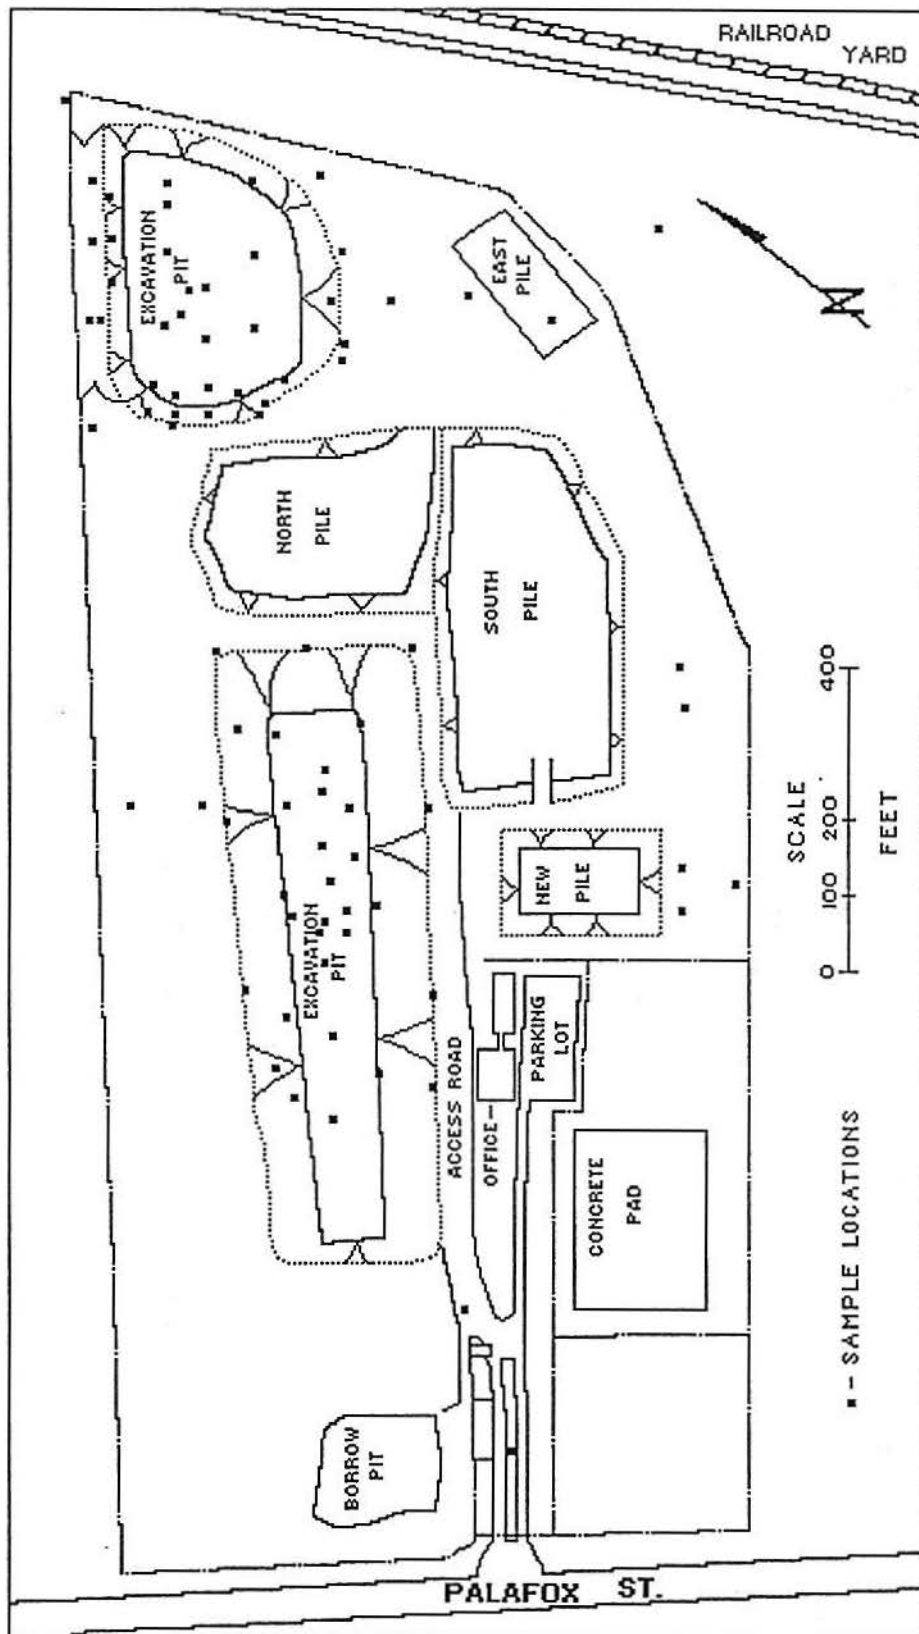 RAILROAD
YARD
EXCAVATION
PIT
EAST
PILE
N
NORTH
PILE
SOUTH
PILE
SCALE
0 100 200 400
FEET
NEW
PILE
EXCAVATION
PIT
ACCESS ROAD
OFFICE-
PARKING
LOT
CONCRETE
PAD
- SAMPLE LOCATIONS
BORROW
PIT
PALAFOX ST.